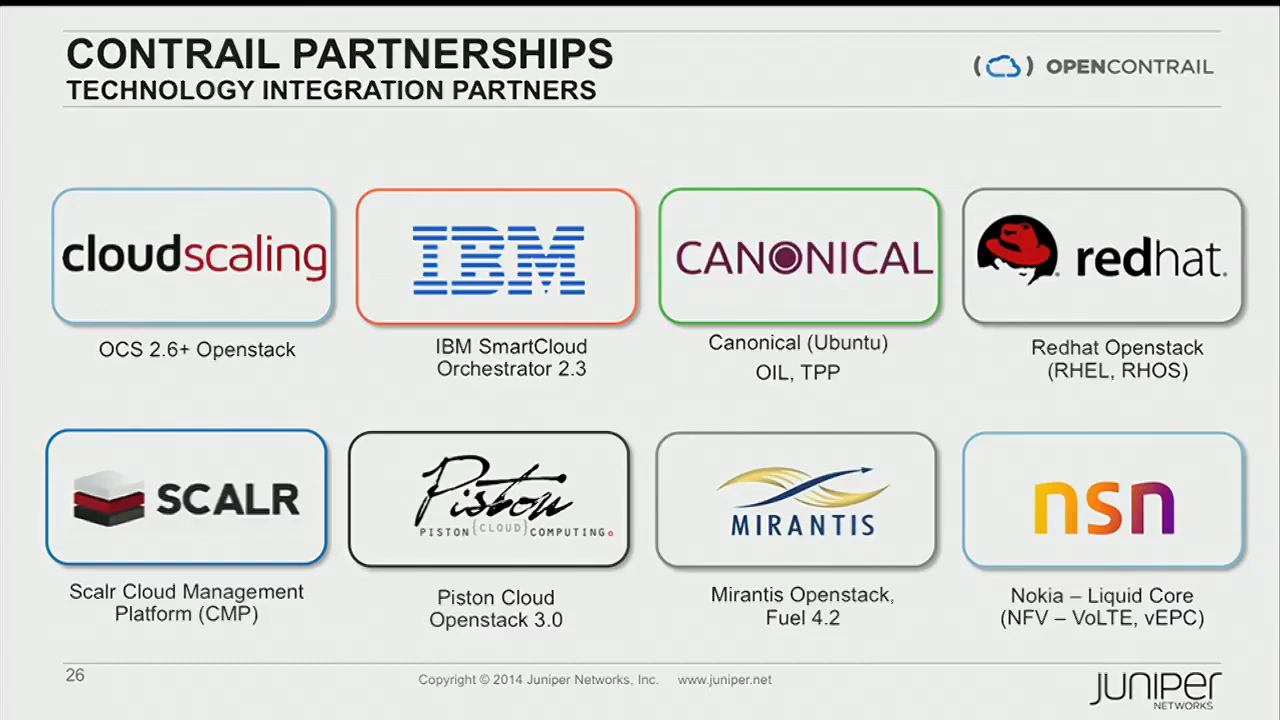 CONTRAIL PARTNERSHIPS
TECHNOLOGY INTEGRATION PARTNERS
( ) OPENCONTRAIL
cloudscaling
OCS 2.6+ Openstack
IBM
IBM SmartCloud
Orchestrator 2.3
CANONICAL
Canonical (Ubuntu)
OIL, TPP
redhat.
Redhat Openstack
(RHEL, RHOS)
SCALR
Scalr Cloud Management
Platform (CMP)
Piston
PISTON {CLOUD} COMPUTING
Piston Cloud
Openstack 3.0
MIRANTIS
Mirantis Openstack,
Fuel 4.2
nsn
Nokia – Liquid Core
(NFV – VoLTE, vEPC)
26
Copyright © 2014 Juniper Networks, Inc. www.juniper.net
JUNIPER
NETWORKS